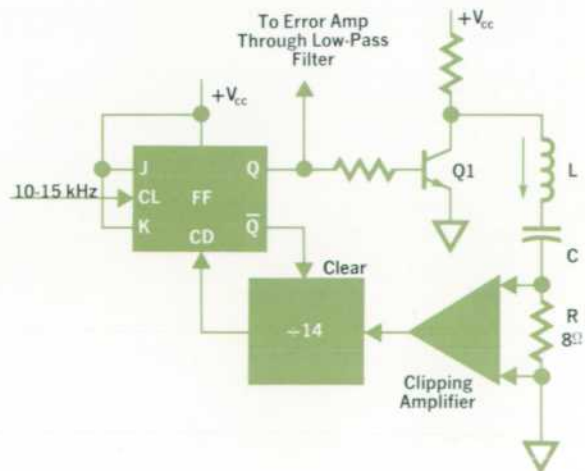 To Error Amp
Through Low-Pass
Filter
+Vcc
+Vcc
J
Q
Q1
L
10-15 kHz
CL
FF
K
CD
Q̅
C
Clear
÷14
R
8Ω
Clipping
Amplifier